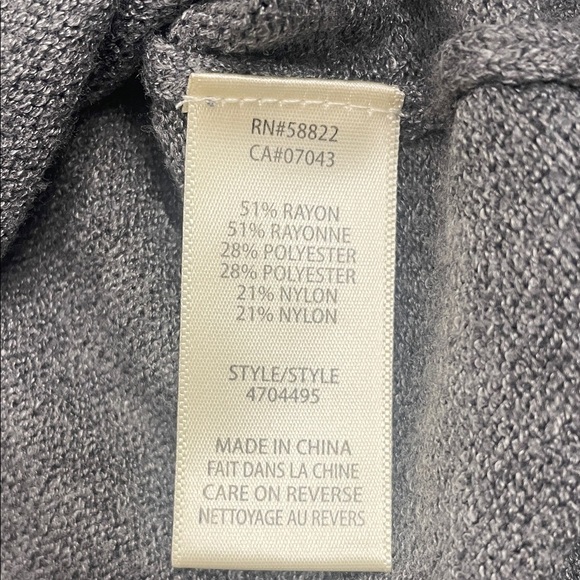 RN#58822
CA#07043
51% RAYON
51% RAYONNE
28% POLYESTER
28% POLYESTER
21% NYLON
21% NYLON
STYLE/STYLE
4704495
MADE IN CHINA
FAIT DANS LA CHINE
CARE ON REVERSE
NETTOYAGE AU REVERS